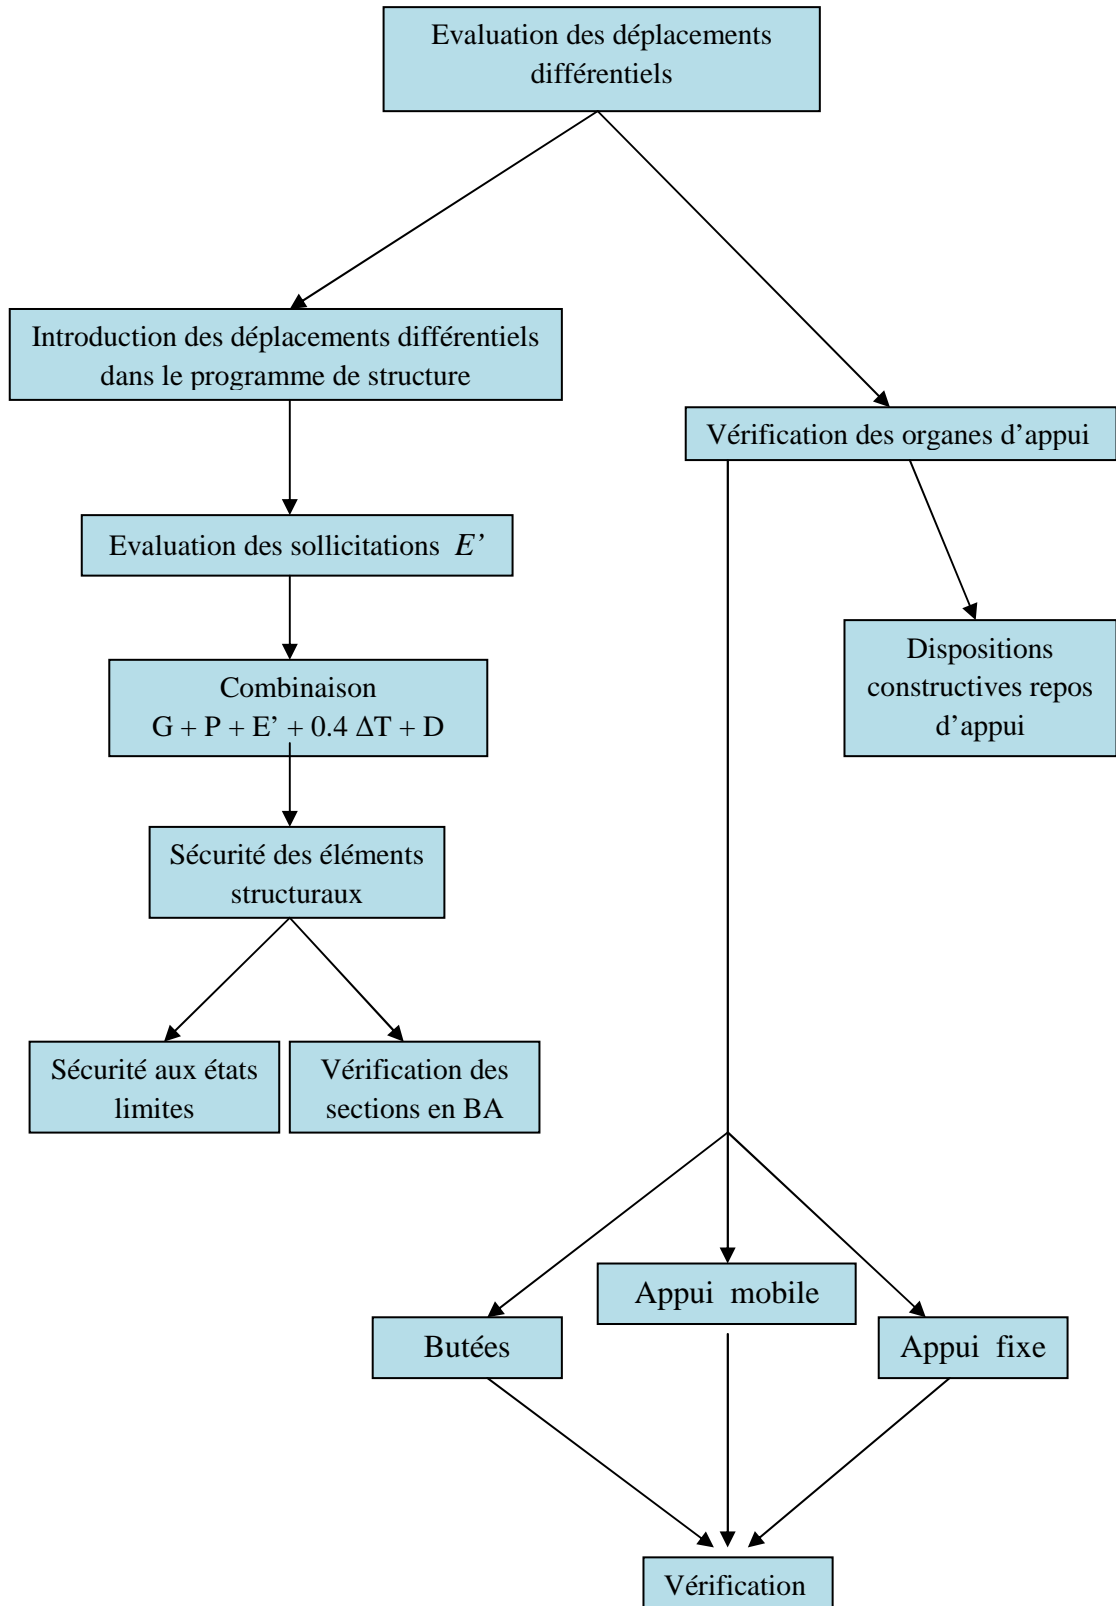 Evaluation des déplacements
différentiels
Introduction des déplacements différentiels
dans le programme de structure
Vérification des organes d’appui
Evaluation des sollicitations E’
Dispositions
constructives repos
d’appui
Combinaison
G + P + E’ + 0.4 ΔT + D
Sécurité des éléments
structuraux
Sécurité aux états
limites
Vérification des
sections en BA
Appui mobile
Butées
Appui fixe
Vérification